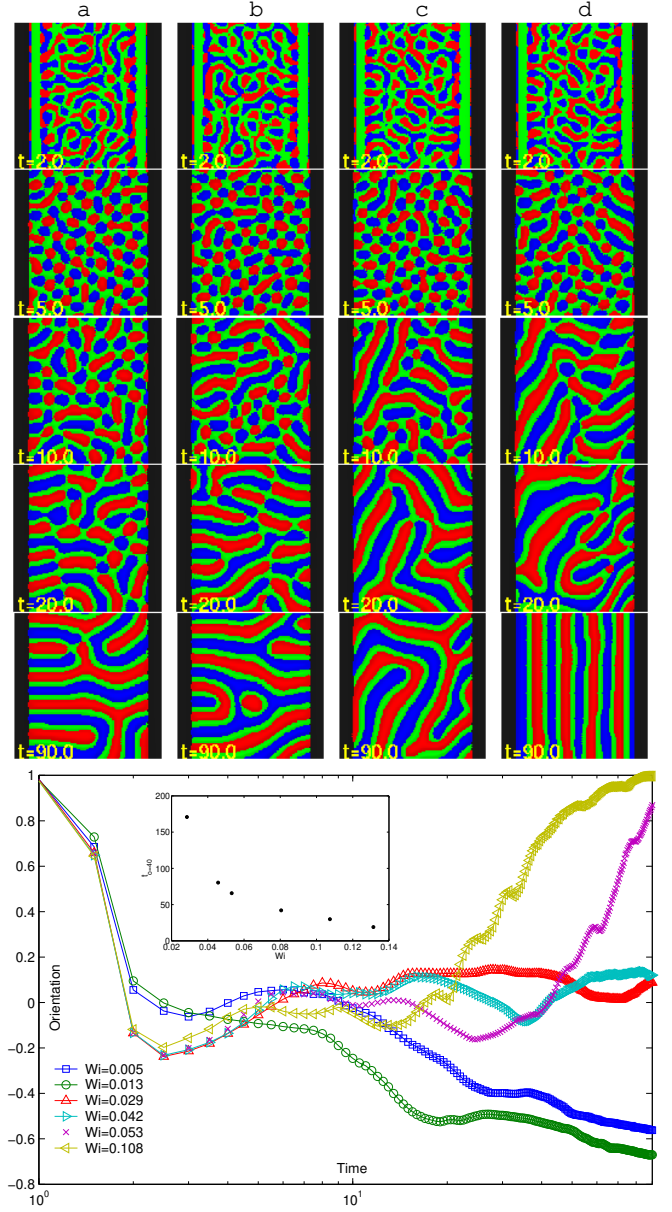 a b c d
t=2.0 t=2.0 t=2.0 t=2.0
t=5.0 t=5.0 t=5.0 t=5.0
t=10.0 t=10.0 t=10.0 t=10.0
t=20.0 t=20.0 t=20.0 t=20.0
t=90.0 t=90.0 t=90.0 t=90.0
1
0.8
0.6
0.4
0.2
0
−0.2
−0.4
−0.6
−0.8
Orientation
200
150
100
50
0
t_{o=40}
0.02 0.04 0.06 0.08 0.1 0.12 0.14
Wi
Wi=0.005
Wi=0.013
Wi=0.029
Wi=0.042
Wi=0.053
Wi=0.108
Time
10^0 10^1